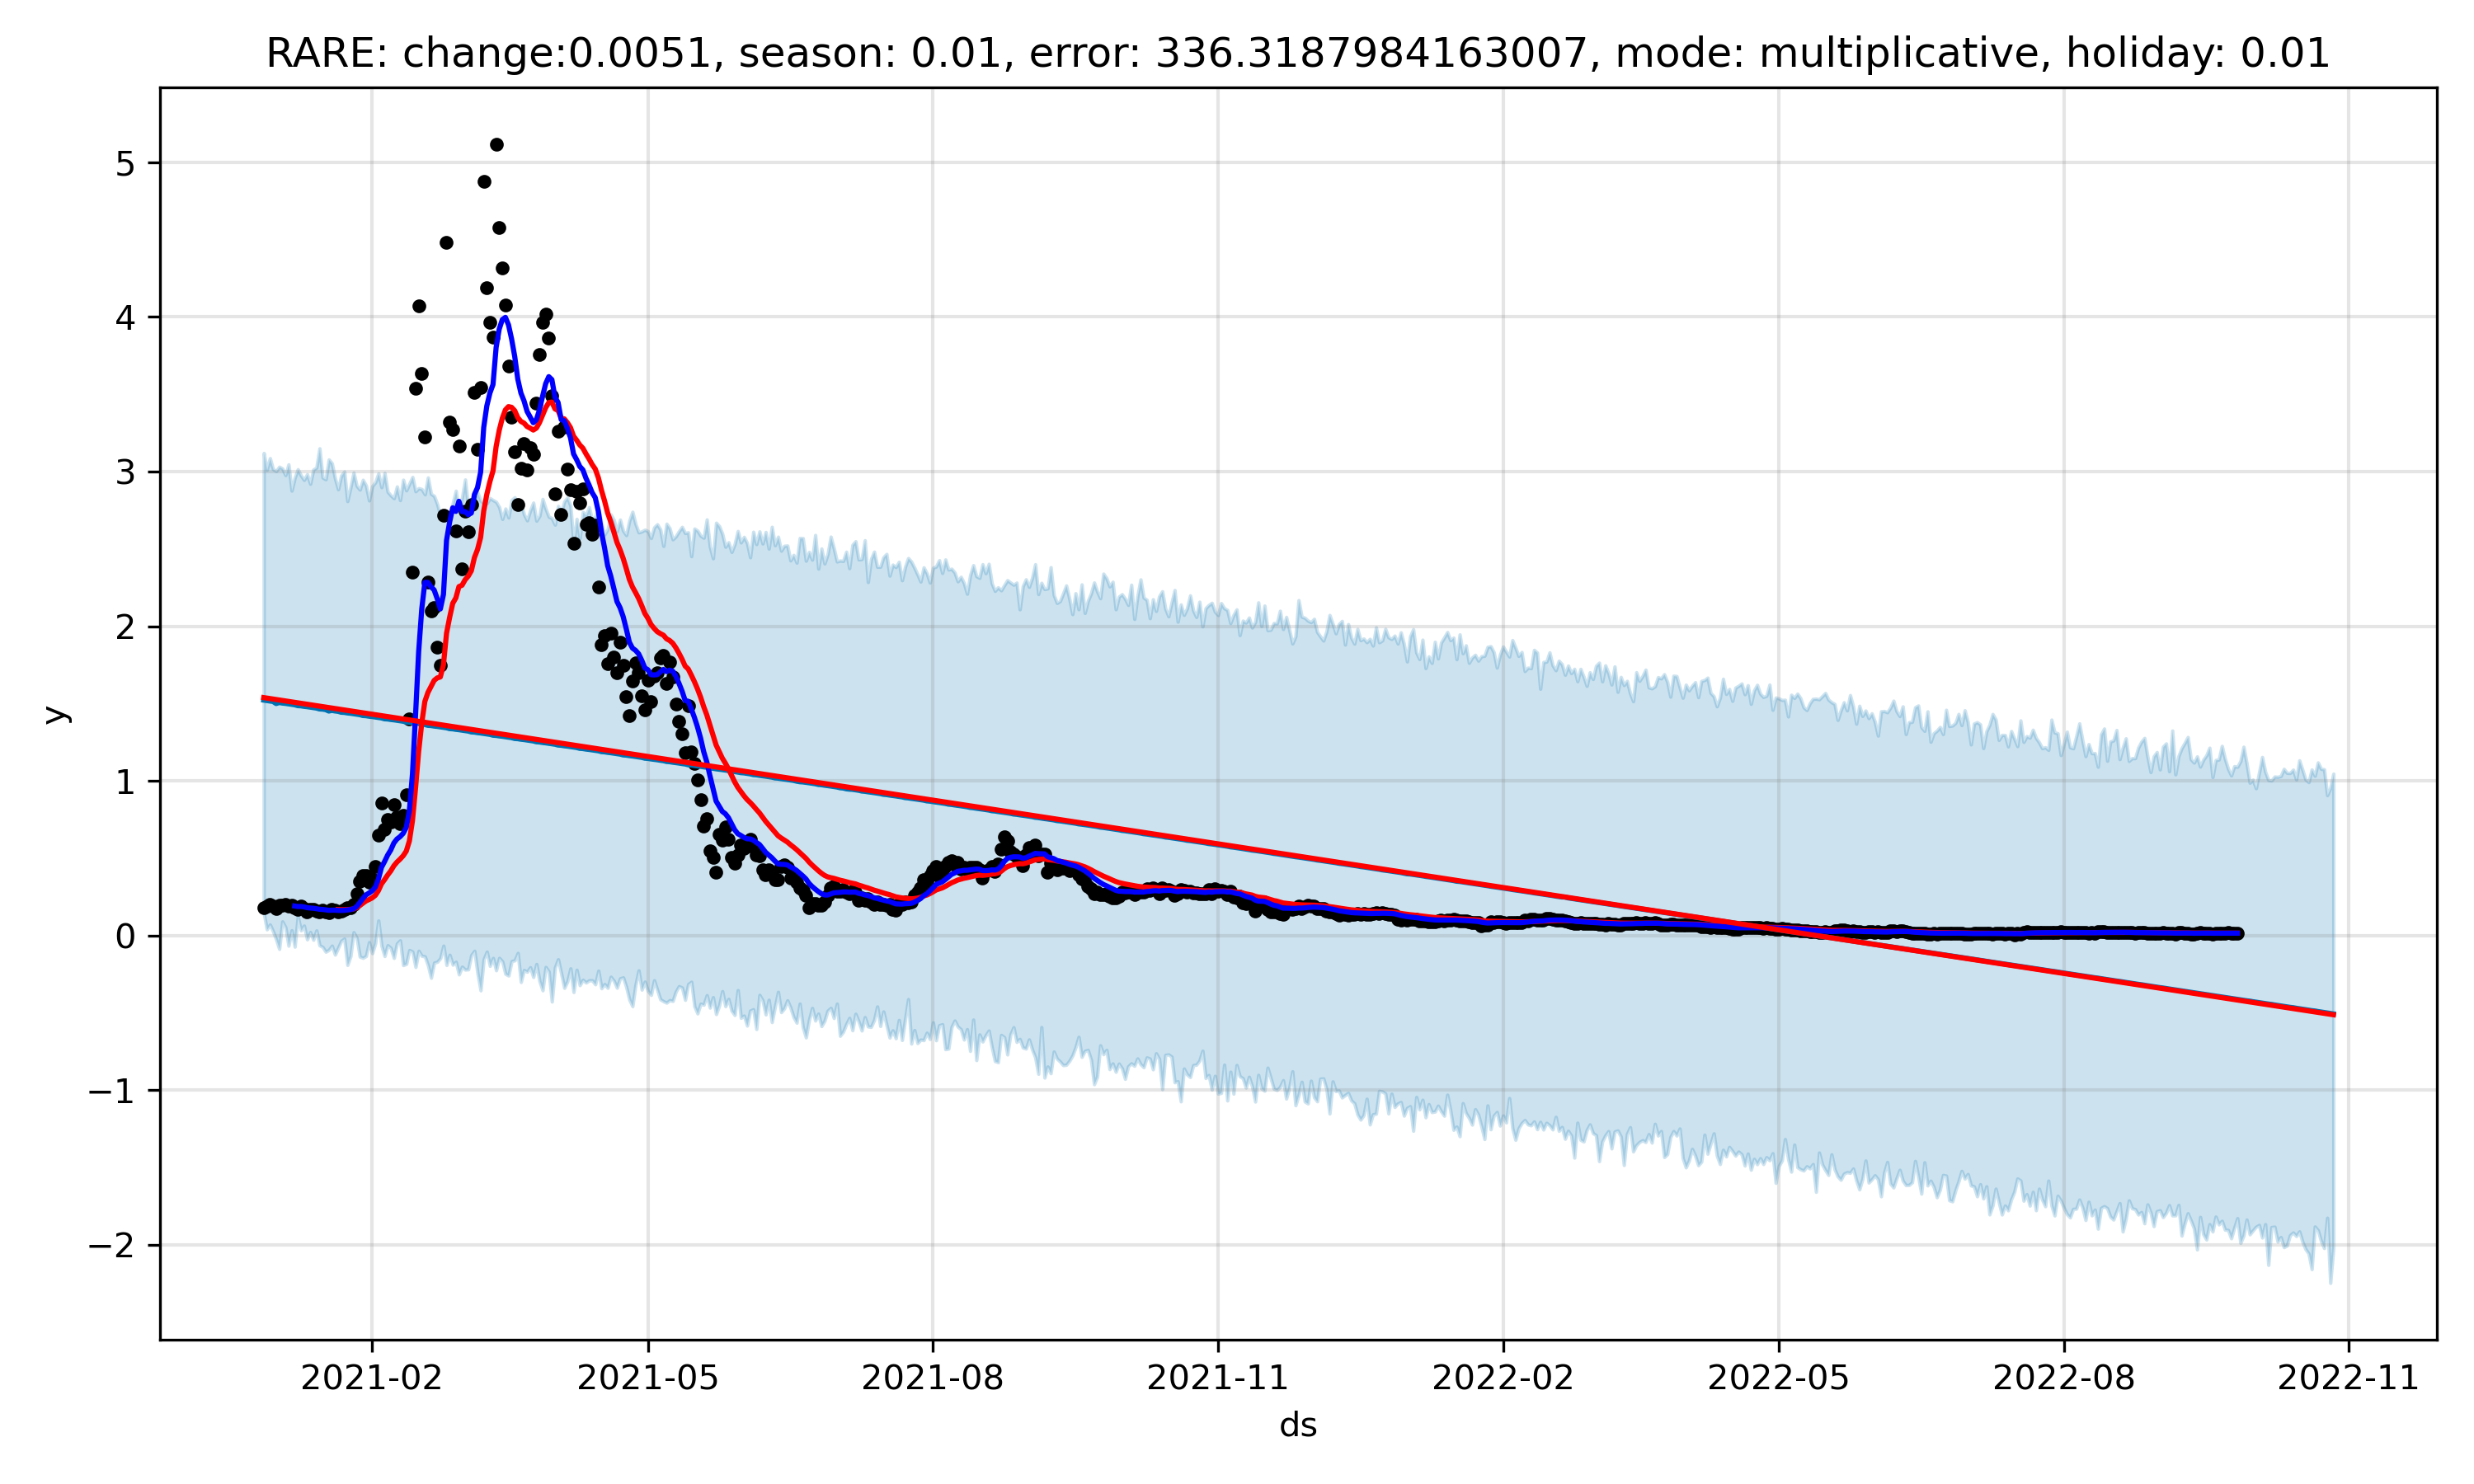 RARE: change:0.0051, season: 0.01, error: 336.3187984163007, mode: multiplicative, holiday: 0.01
5
4
3
2
1
0
−1
−2
y
2021-02 2021-05 2021-08 2021-11 2022-02 2022-05 2022-08 2022-11
ds